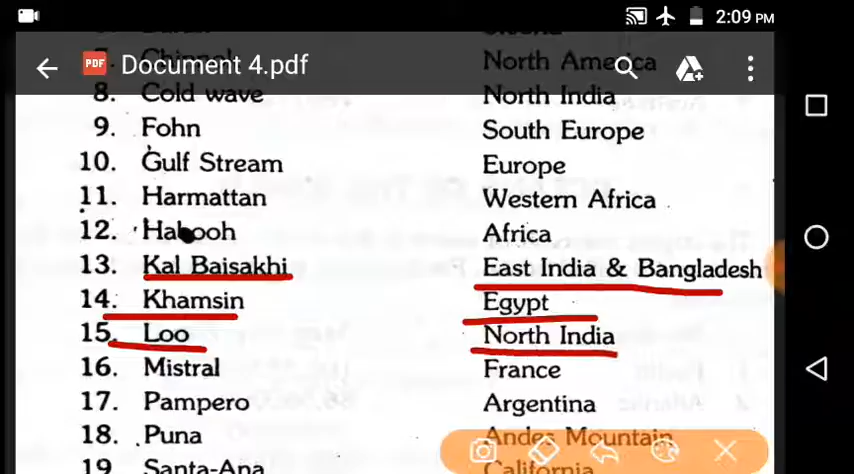 2:09 PM
Document 4.pdf
PDF
North America
8. Cold wave North India
9. Fohn South Europe
10. Gulf Stream Europe
11. Harmattan Western Africa
12. Habooh Africa
13. Kal Baisakhi East India & Bangladesh
14. Khamsin Egypt
15. Loo North India
16. Mistral France
17. Pampero Argentina
18. Puna Andes Mountain
19 Santa-Ana California